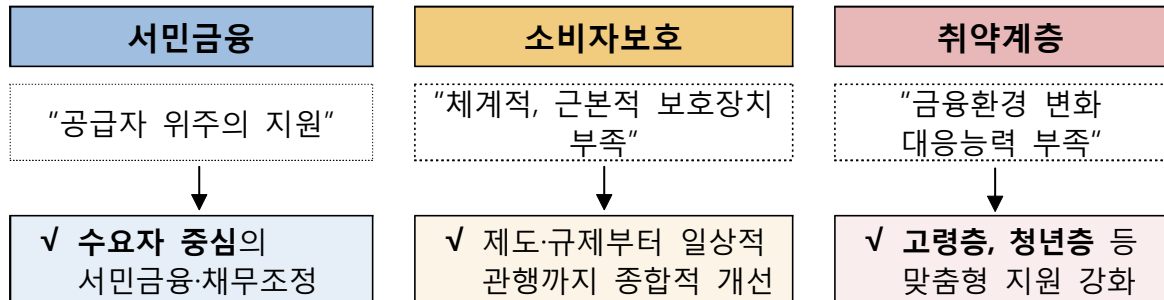 서민금융
소비자보호
취약계층
"공급자 위주의 지원"
"체계적, 근본적 보호장치
부족"
"금융환경 변화
대응능력 부족"
√ 수요자 중심의
서민금융·채무조정
√ 제도·규제부터 일상적
관행까지 종합적 개선
√ 고령층, 청년층 등
맞춤형 지원 강화